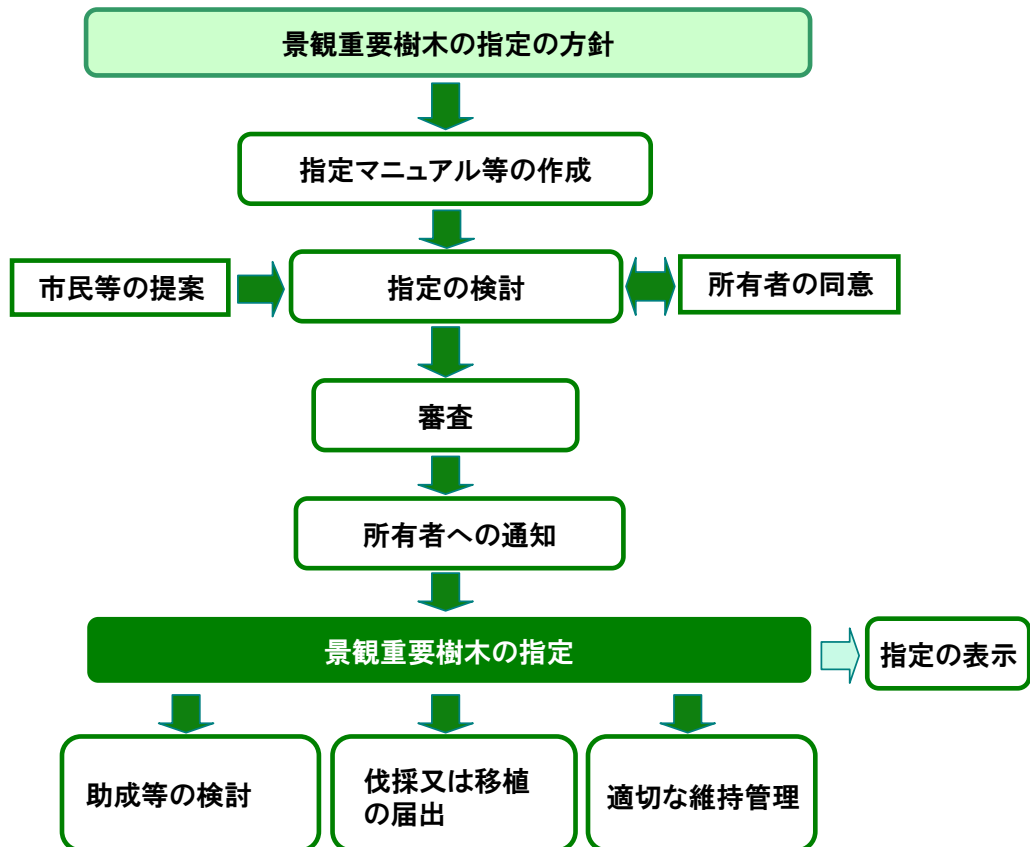 景観重要樹木の指定の方針
指定マニュアル等の作成
市民等の提案
指定の検討
所有者の同意
審査
所有者への通知
景観重要樹木の指定
指定の表示
助成等の検討
伐採又は移植
の届出
適切な維持管理